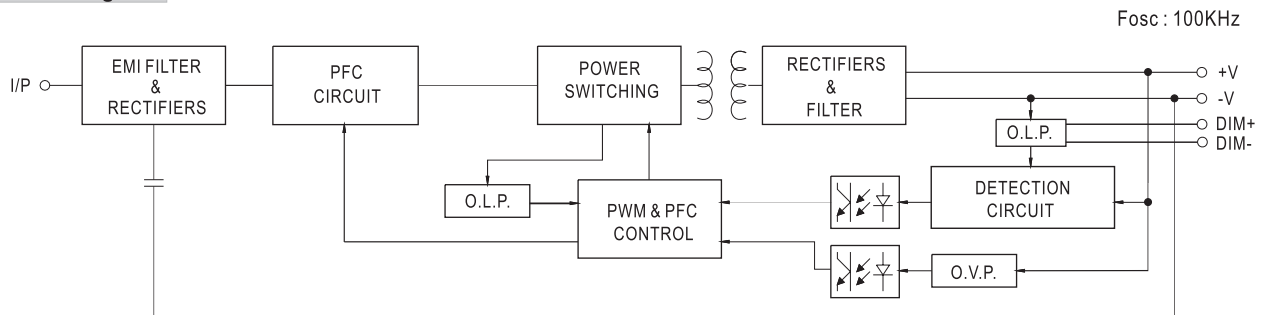 Fosc : 100KHz
I/P
EMI FILTER
&
RECTIFIERS
PFC
CIRCUIT
POWER
SWITCHING
RECTIFIERS
&
FILTER
+V
-V
DIM+
DIM-
O.L.P.
O.L.P.
PWM & PFC
CONTROL
DETECTION
CIRCUIT
O.V.P.